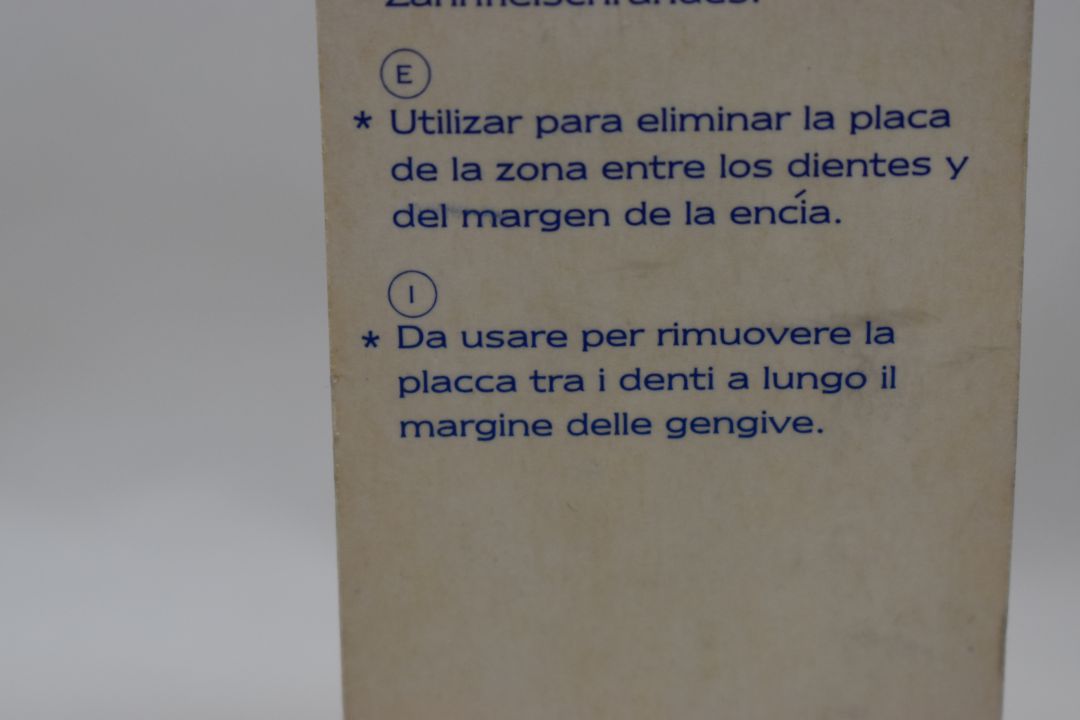 Zahnfleischrandes.
E
* Utilizar para eliminar la placa
de la zona entre los dientes y
del margen de la encía.
I
* Da usare per rimuovere la
placca tra i denti a lungo il
margine delle gengive.